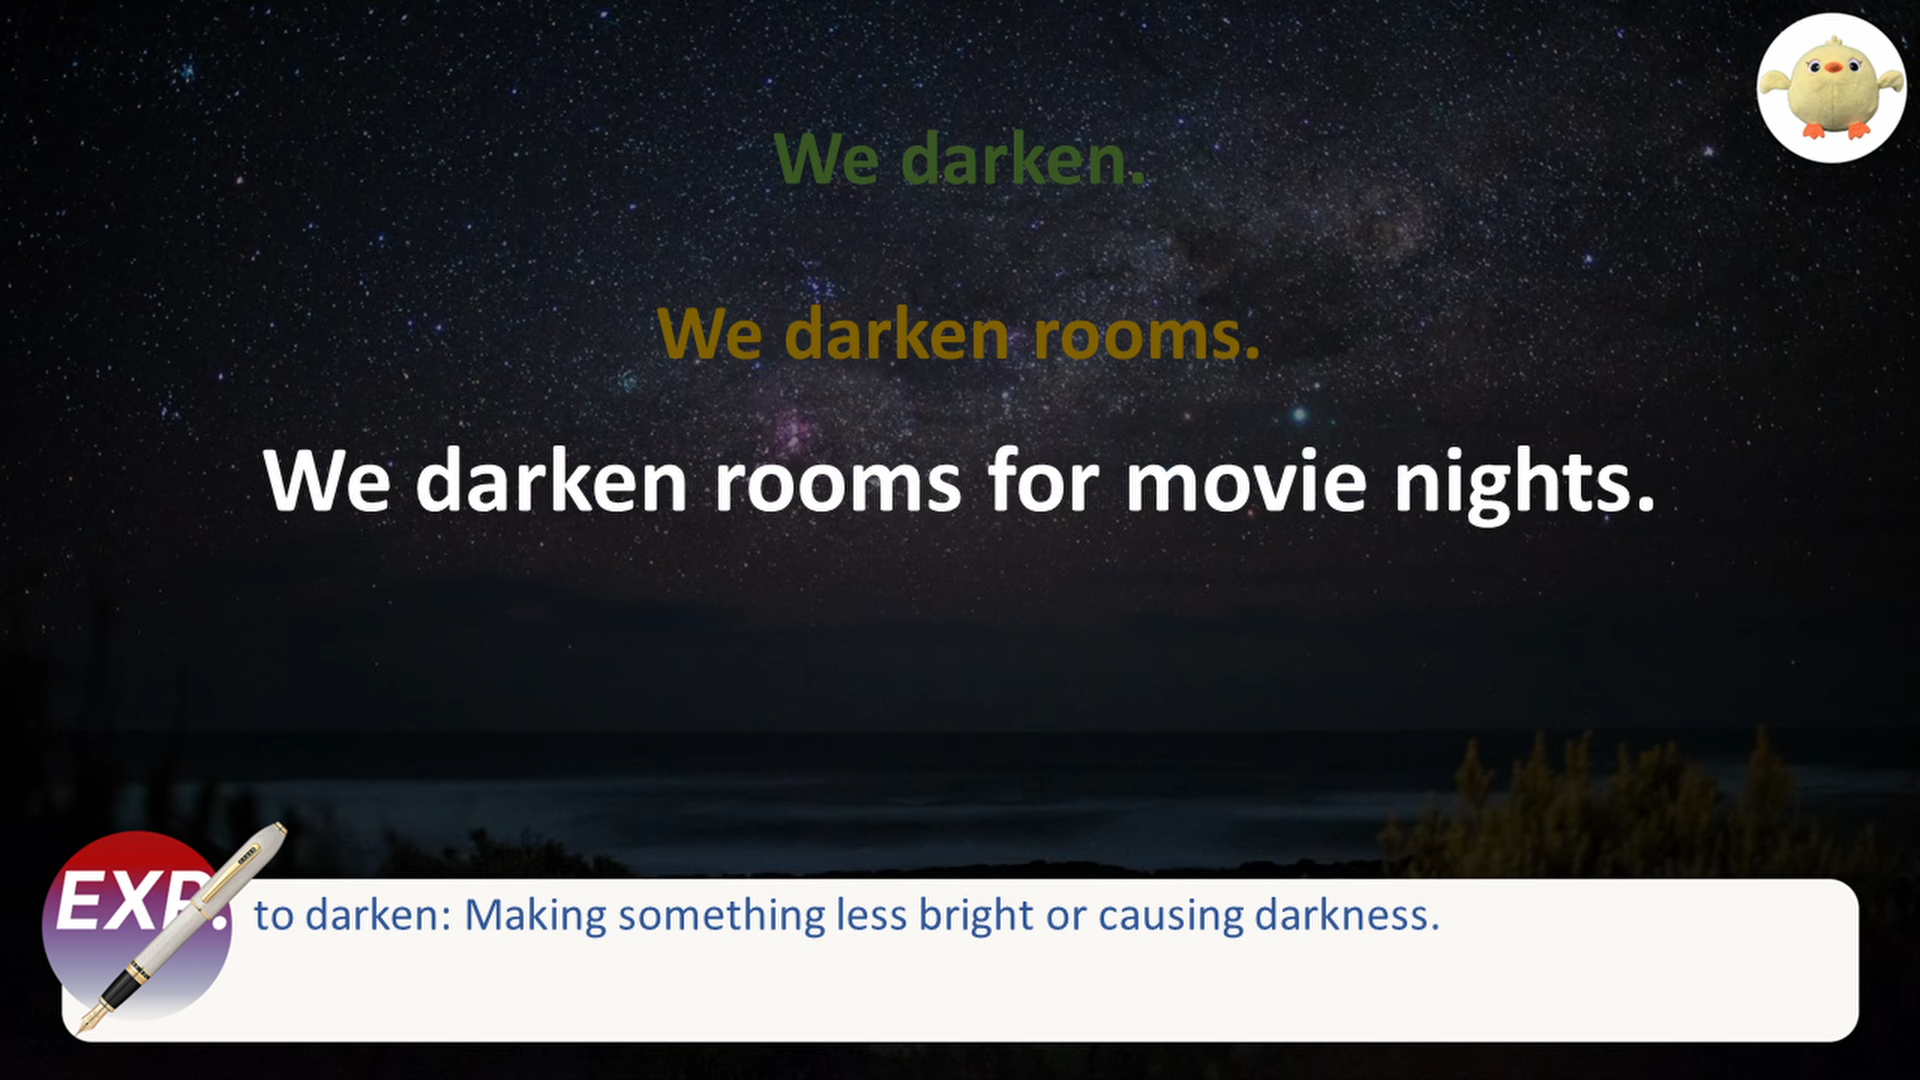 We darken.
We darken rooms.
We darken rooms for movie nights.
EXP.
to darken: Making something less bright or causing darkness.